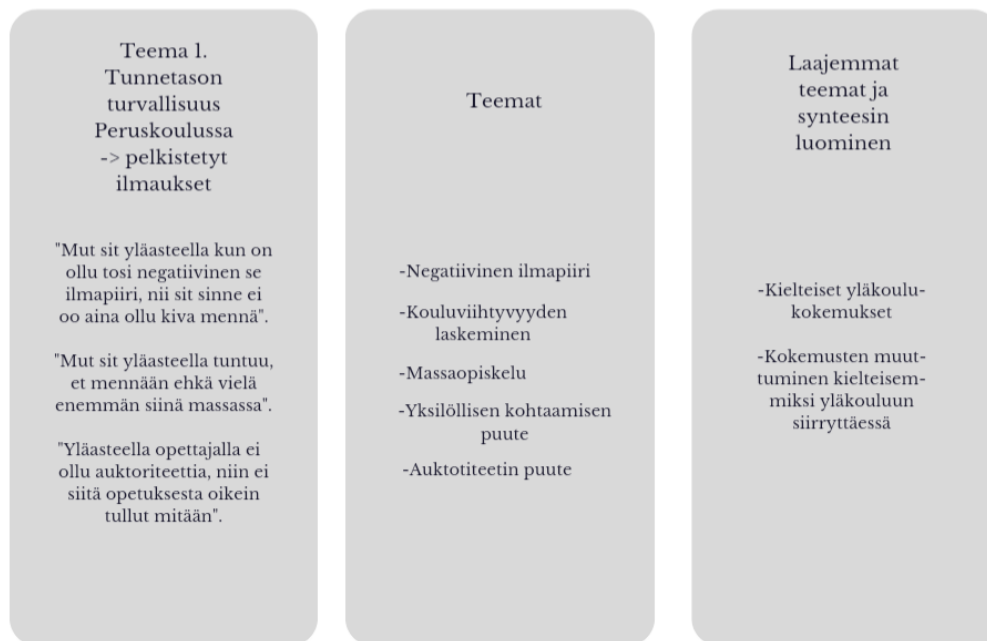 Teema 1.
Tunnetason
turvallisuus
Peruskoulussa
-> pelkistetyt
ilmaukset
"Mut sit yläasteella kun on
ollu tosi negatiivinen se
ilmapiiri, nii sit sinne ei
oo aina ollu kiva mennä".
"Mut sit yläasteella tuntuu,
et mennään ehkä vielä
enemmän siinä massassa".
"Yläasteella opettajalla ei
ollu auktoriteettia, niin ei
siitä opetuksesta oikein
tullut mitään".
Teemat
-Negatiivinen ilmapiiri
-Kouluviihtyvyyden
laskeminen
-Massaopiskelu
-Yksilöllisen kohtaamisen
puute
-Auktotiteetin puute
Laajemmat
teemat ja
synteesin
luominen
-Kielteiset yläkoulu-
kokemukset
-Kokemusten muut-
tuminen kielteisem-
miksi yläkouluun
siirryttäessä